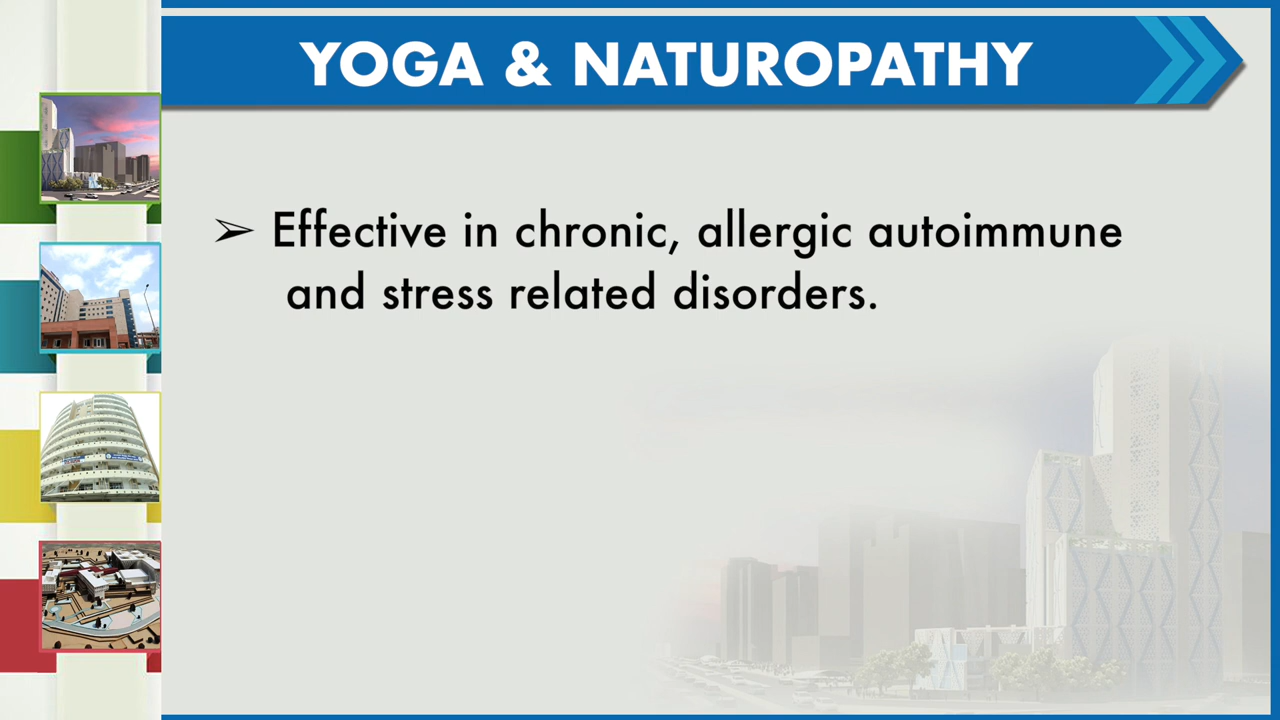 YOGA & NATUROPATHY
➢ Effective in chronic, allergic autoimmune
and stress related disorders.